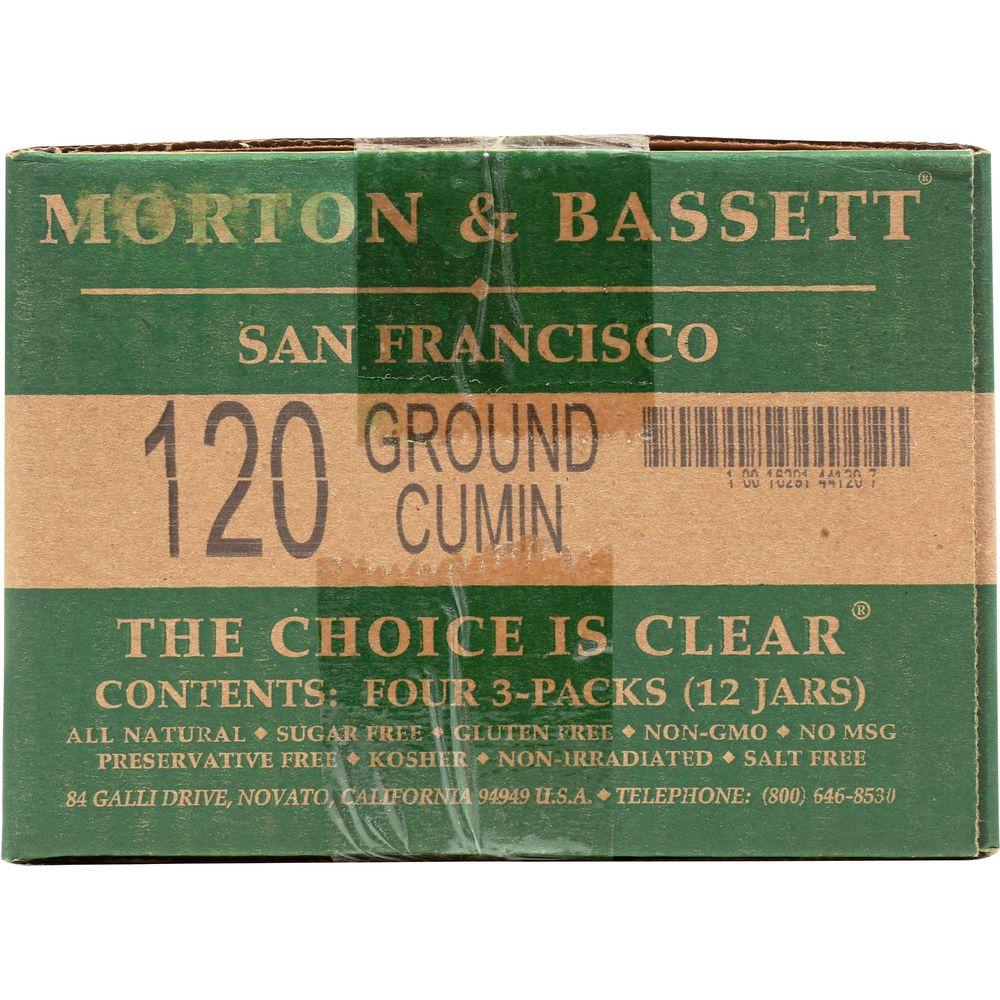 MORTON & BASSETT®
SAN FRANCISCO
120 GROUND CUMIN
1 00 16291 44120 7
THE CHOICE IS CLEAR®
CONTENTS: FOUR 3-PACKS (12 JARS)
ALL NATURAL ◆ SUGAR FREE ◆ GLUTEN FREE ◆ NON-GMO ◆ NO MSG
PRESERVATIVE FREE ◆ KOSHER ◆ NON-IRRADIATED ◆ SALT FREE
84 GALLI DRIVE, NOVATO, CALIFORNIA 94949 U.S.A. ◆ TELEPHONE: (800) 646-8530